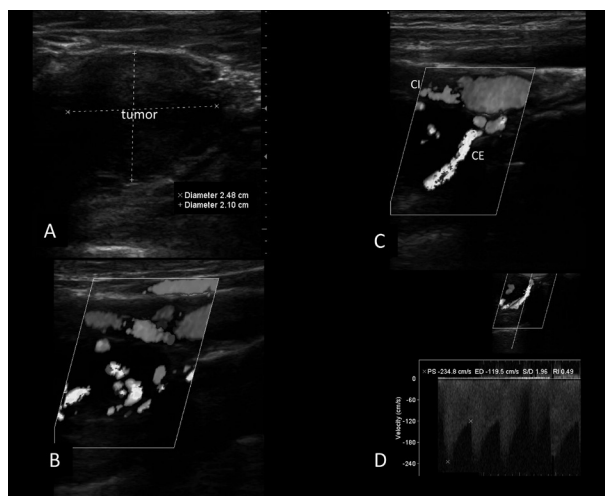 tumor
× Diameter 2.48 cm
+ Diameter 2.10 cm
A
B
CI
CE
C
× PS -234.8 cm/s ED -119.5 cm/s S/D 1.96 RI 0.49
0
-60
-120
-180
-240
Velocity (cm/s)
D